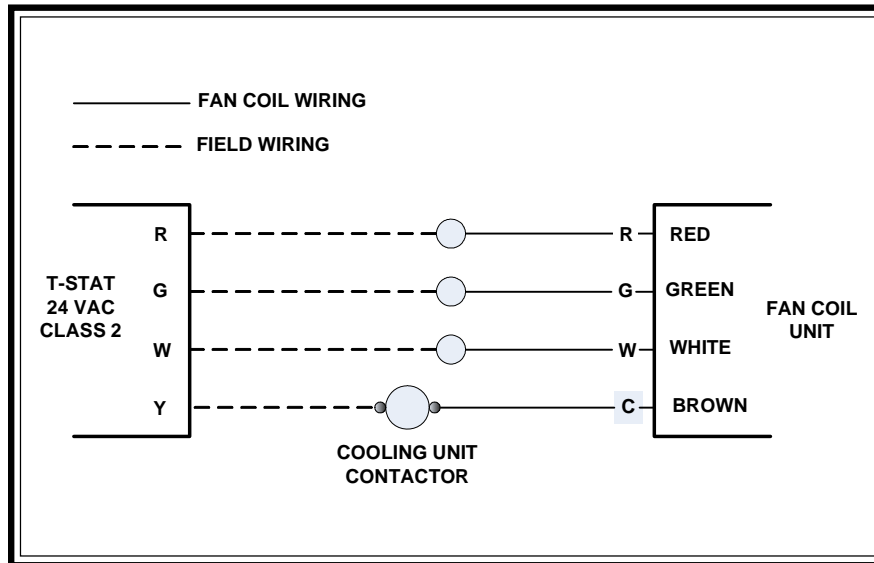 FAN COIL WIRING
FIELD WIRING
R R RED
T-STAT
24 VAC
CLASS 2
G G GREEN
FAN COIL
UNIT
W W WHITE
Y C BROWN
COOLING UNIT
CONTACTOR